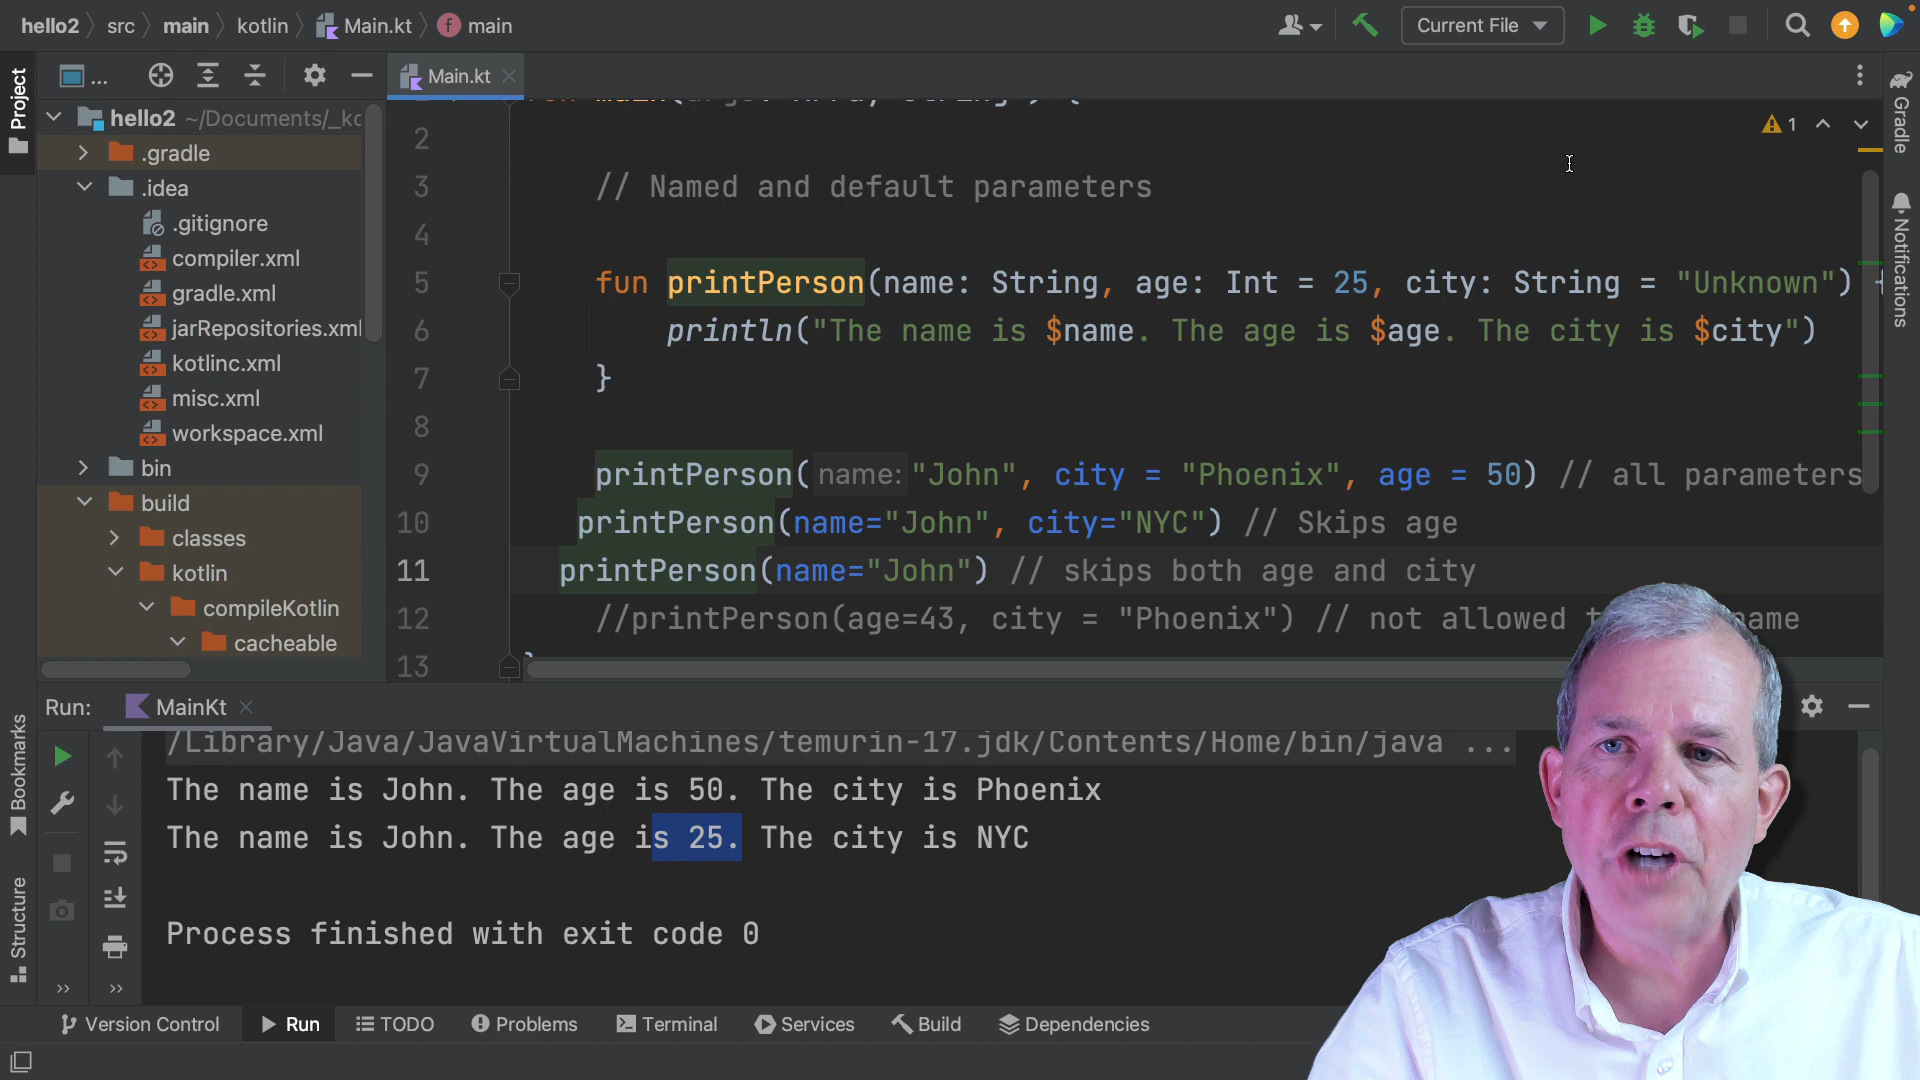 hello2 src main kotlin Main.kt main
Current File
Project
...
Main.kt
hello2 ~/Documents/_kc
.gradle
.idea
.gitignore
compiler.xml
gradle.xml
jarRepositories.xml
kotlinc.xml
misc.xml
workspace.xml
bin
build
classes
kotlin
compileKotlin
cacheable
1
2
3 // Named and default parameters
4
5 fun printPerson(name: String, age: Int = 25, city: String = "Unknown") {
6 println("The name is $name. The age is $age. The city is $city")
7 }
8
9 printPerson( name: "John", city = "Phoenix", age = 50) // all parameters
10 printPerson(name="John", city="NYC") // Skips age
11 printPerson(name="John") // skips both age and city
12 //printPerson(age=43, city = "Phoenix") // not allowed name
13
Gradle
Notifications
Run: MainKt
/Library/Java/JavaVirtualMachines/temurin-17.jdk/Contents/Home/bin/java ...
The name is John. The age is 50. The city is Phoenix
The name is John. The age is 25. The city is NYC
Process finished with exit code 0
Bookmarks
Structure
Version Control Run TODO Problems Terminal Services Build Dependencies